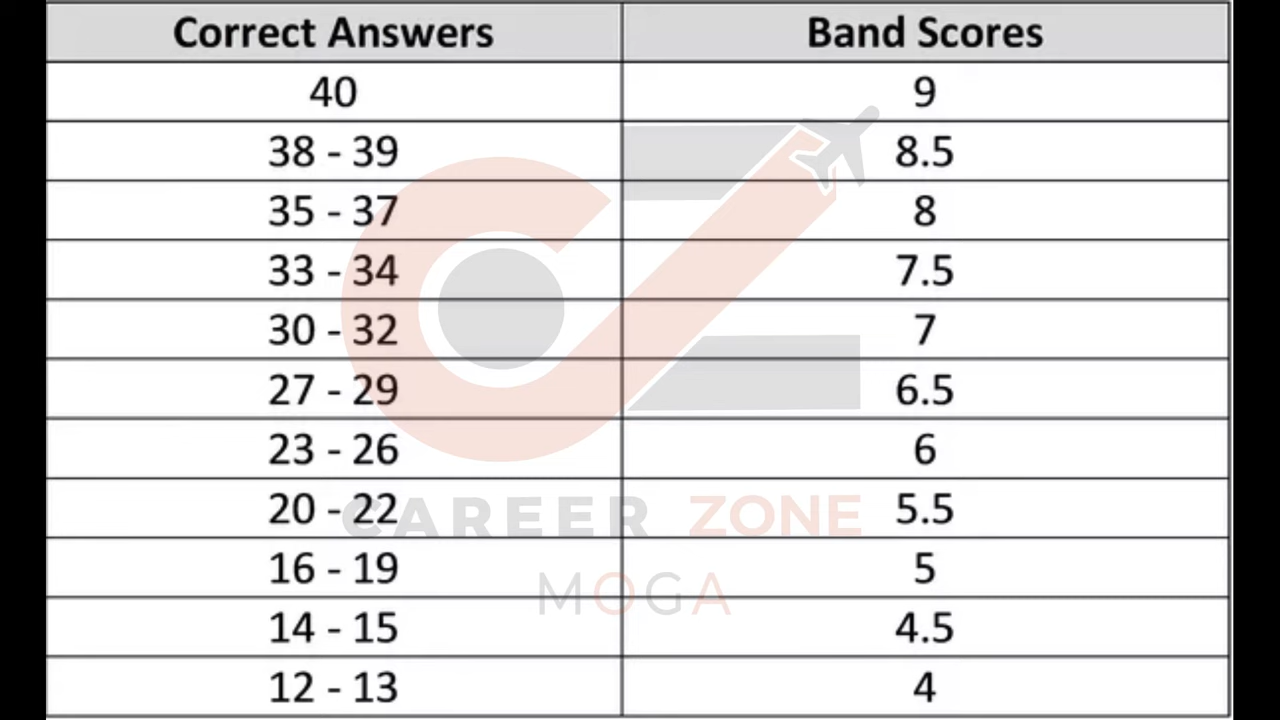 Correct Answers Band Scores
40 9
38 - 39 8.5
35 - 37 8
33 - 34 7.5
30 - 32 7
27 - 29 6.5
23 - 26 6
20 - 22 5.5
CAREER ZONE
16 - 19 5
MOGA
14 - 15 4.5
12 - 13 4